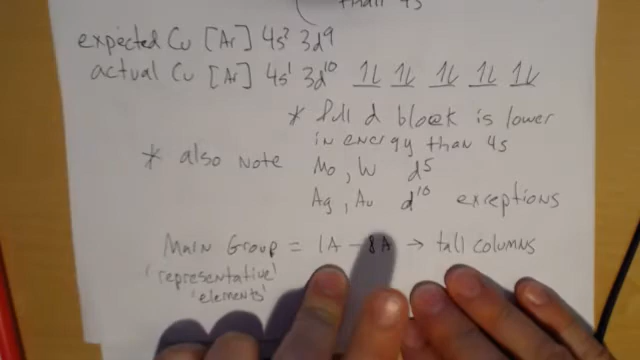 than 4s
expected Cu [Ar] 4s² 3d⁹
actual Cu [Ar] 4s¹ 3d¹⁰ 1l 1l 1l 1l 1l
* full d block is lower
in energy than 4s
* also note Mo, W d⁵
Ag, Au d¹⁰ exceptions
Main Group = 1A - 8A → tall columns
'representative'
'elements'